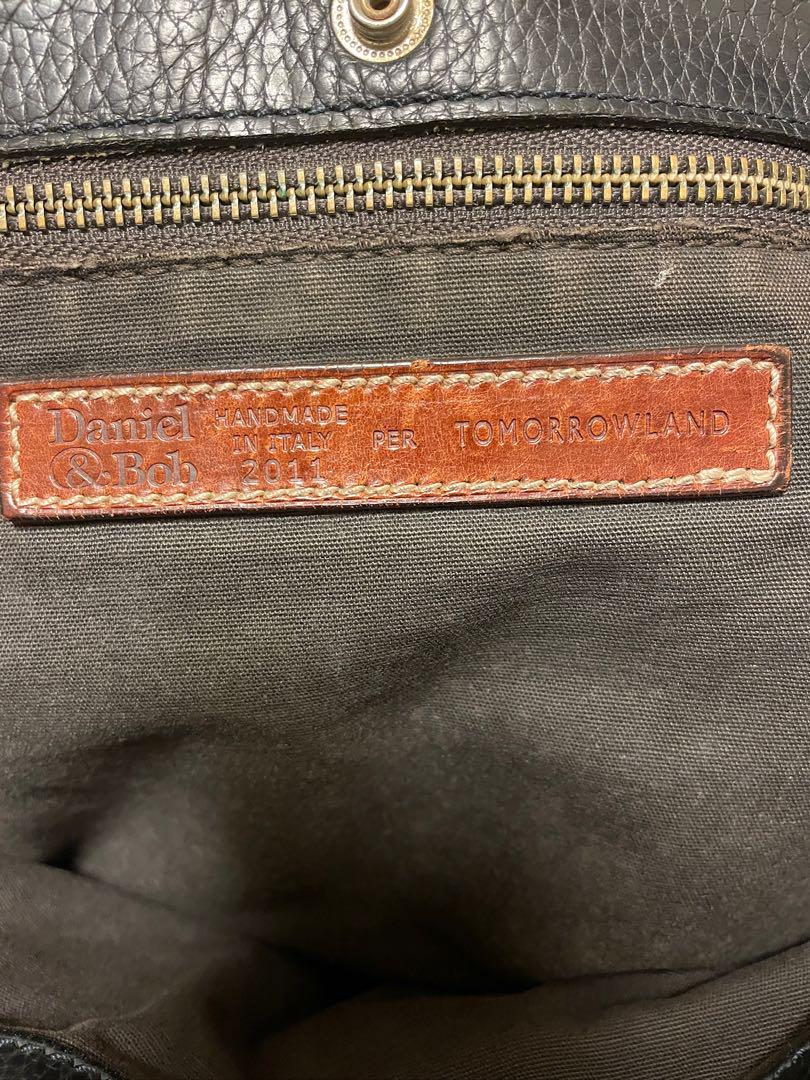 Daniel
& Bob
HANDMADE
IN ITALY
2011
PER
TOMORROWLAND